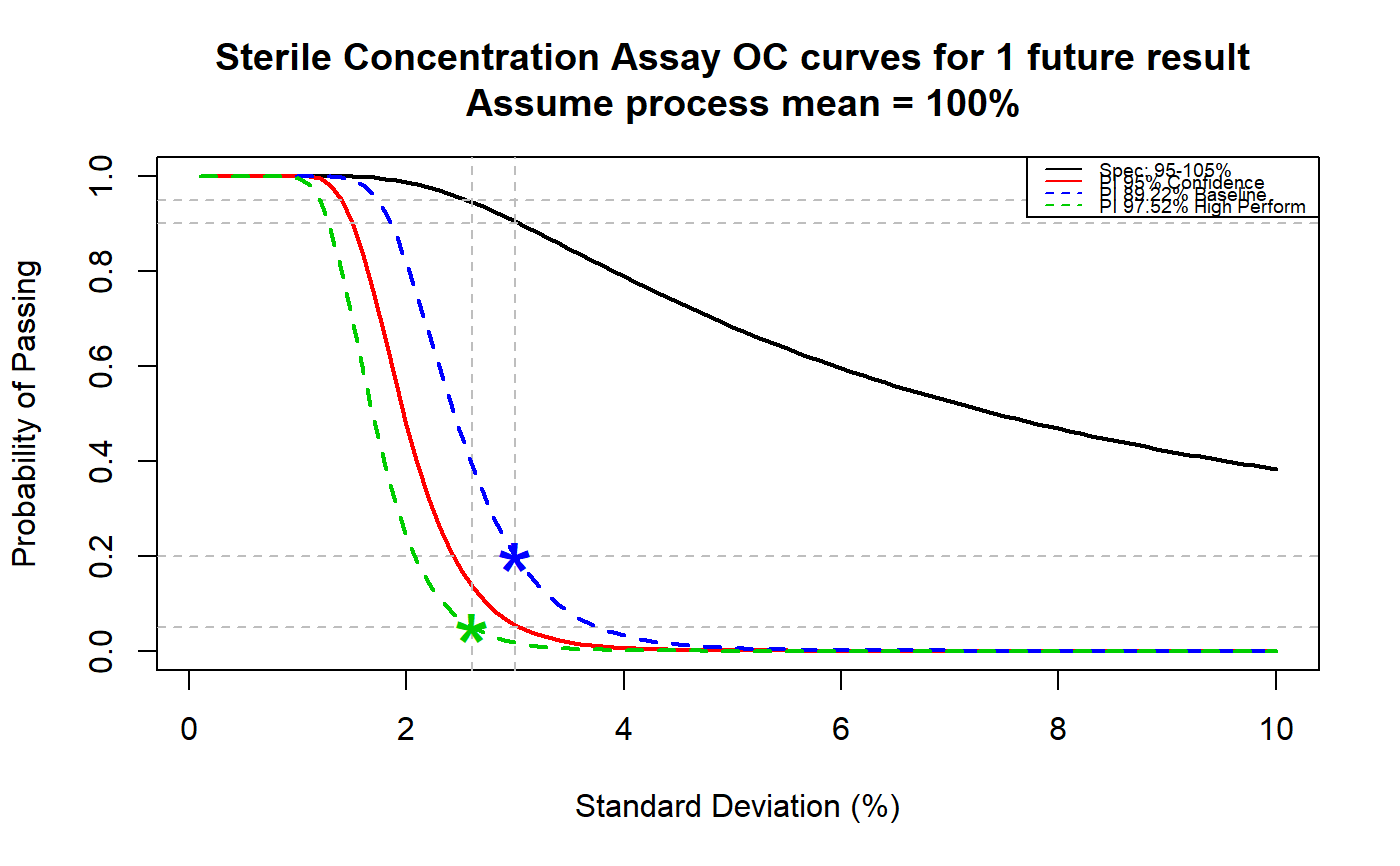 Sterile Concentration Assay OC curves for 1 future result
Assume process mean = 100%
Probability of Passing
1.0
0.8
0.6
0.4
0.2
0.0
Spec: 95-105%
PI 95% Confidence
PI 85.22% Baseline
PI 97.52% High Perform
0 2 4 6 8 10
Standard Deviation (%)